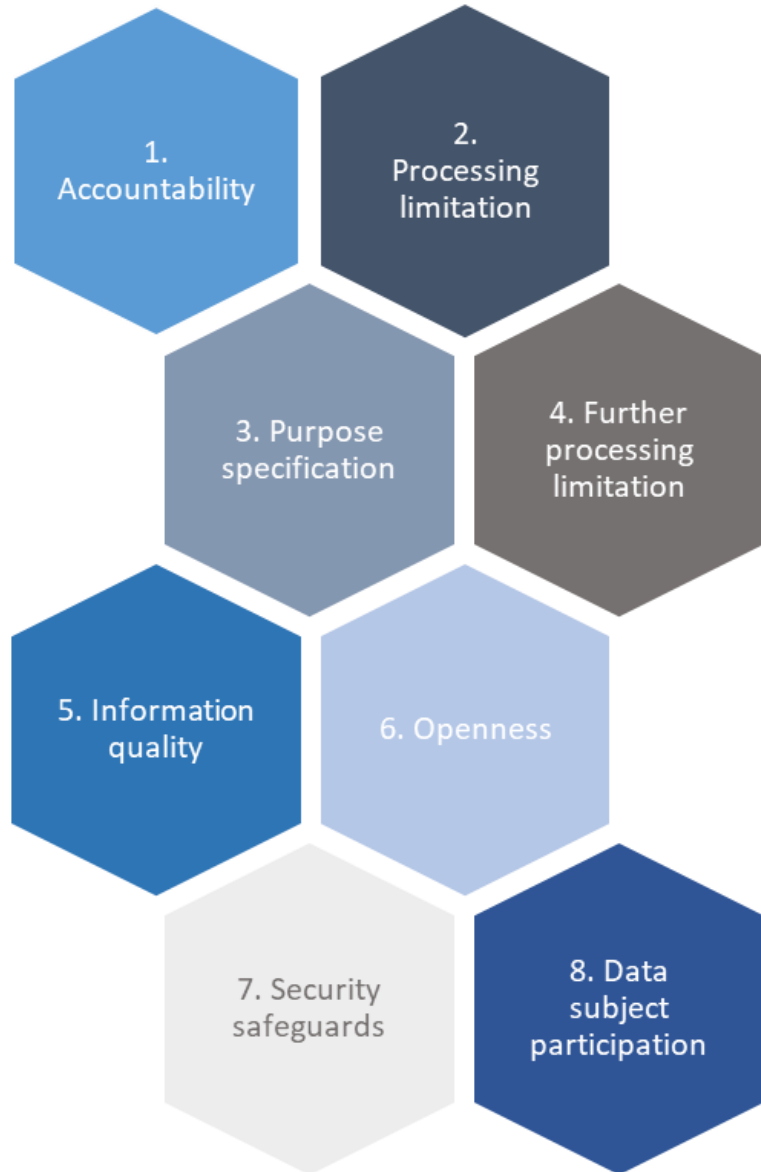 1.
Accountability
2.
Processing
limitation
3. Purpose
specification
4. Further
processing
limitation
5. Information
quality
6. Openness
7. Security
safeguards
8. Data
subject
participation